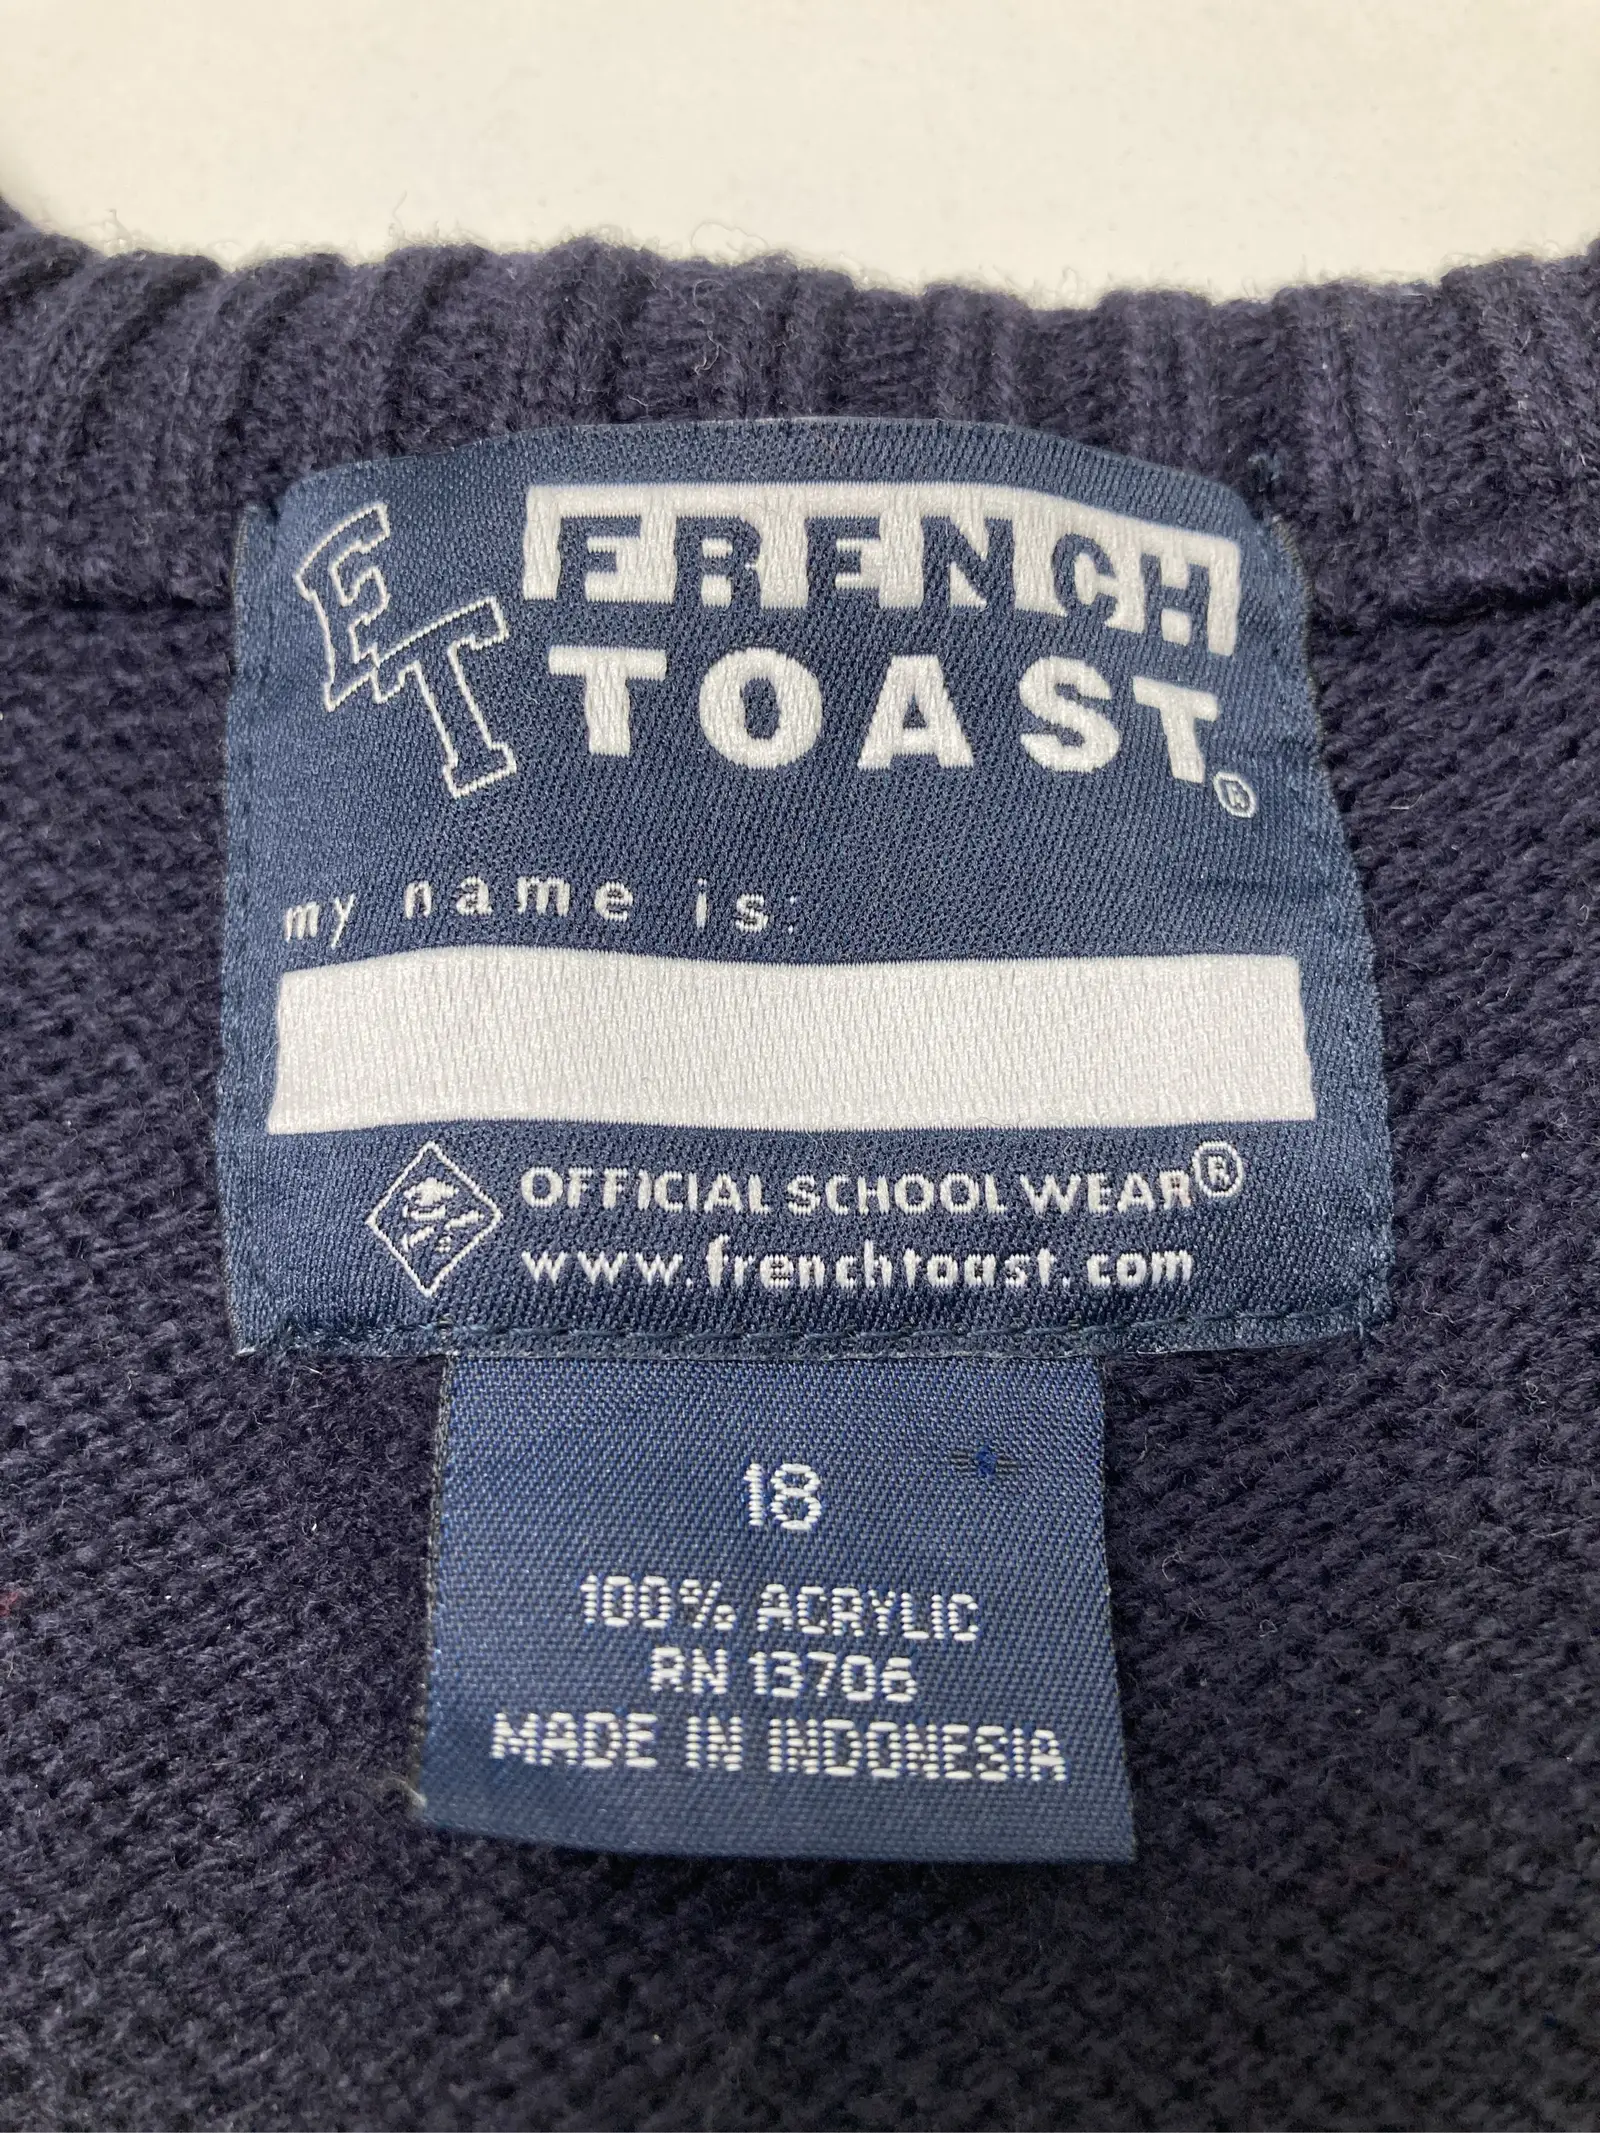 FT
FRENCH
TOAST®
my name is:
OFFICIAL SCHOOL WEAR®
www.frenchtoast.com
18
100% ACRYLIC
RN 13706
MADE IN INDONESIA